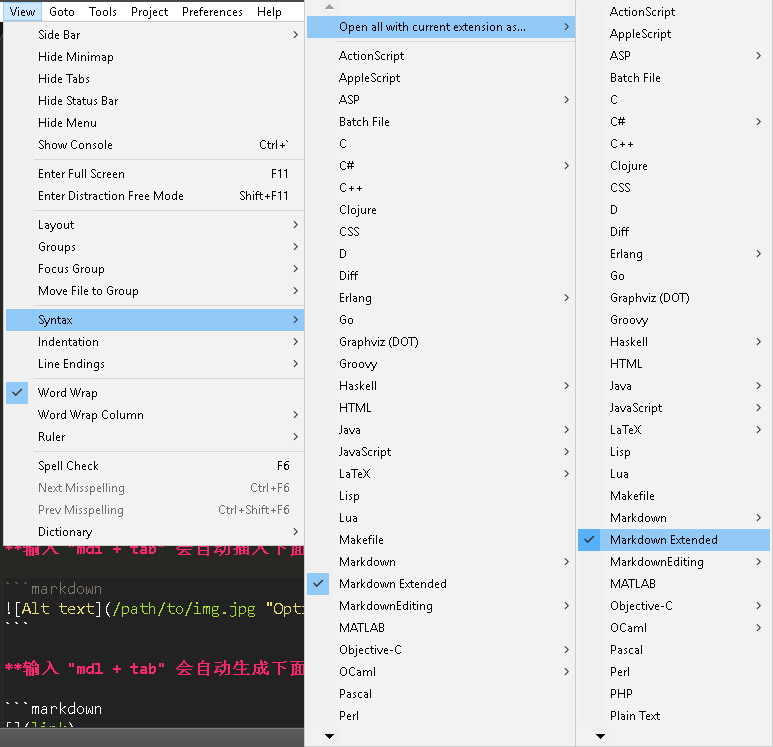 View Goto Tools Project Preferences Help
Side Bar
Hide Minimap
Hide Tabs
Hide Status Bar
Hide Menu
Show Console Ctrl+`
Enter Full Screen F11
Enter Distraction Free Mode Shift+F11
Layout
Groups
Focus Group
Move File to Group
Syntax
Indentation
Line Endings
Word Wrap
Word Wrap Column
Ruler
Spell Check F6
Next Misspelling Ctrl+F6
Prev Misspelling Ctrl+Shift+F6
Dictionary
**输入 "mdi + tab" 会自动插入下面
```markdown
![Alt text](/path/to/img.jpg "Opti
```
**输入 "mdl + tab" 会自动生成下面
```markdown
[](link)
Open all with current extension as...
ActionScript
AppleScript
ASP
Batch File
C
C#
C++
Clojure
CSS
D
Diff
Erlang
Go
Graphviz (DOT)
Groovy
Haskell
HTML
Java
JavaScript
LaTeX
Lisp
Lua
Makefile
Markdown
Markdown Extended
MarkdownEditing
MATLAB
Objective-C
OCaml
Pascal
Perl
ActionScript
AppleScript
ASP
Batch File
C
C#
C++
Clojure
CSS
D
Diff
Erlang
Go
Graphviz (DOT)
Groovy
Haskell
HTML
Java
JavaScript
LaTeX
Lisp
Lua
Makefile
Markdown
Markdown Extended
MarkdownEditing
MATLAB
Objective-C
OCaml
Pascal
Perl
PHP
Plain Text